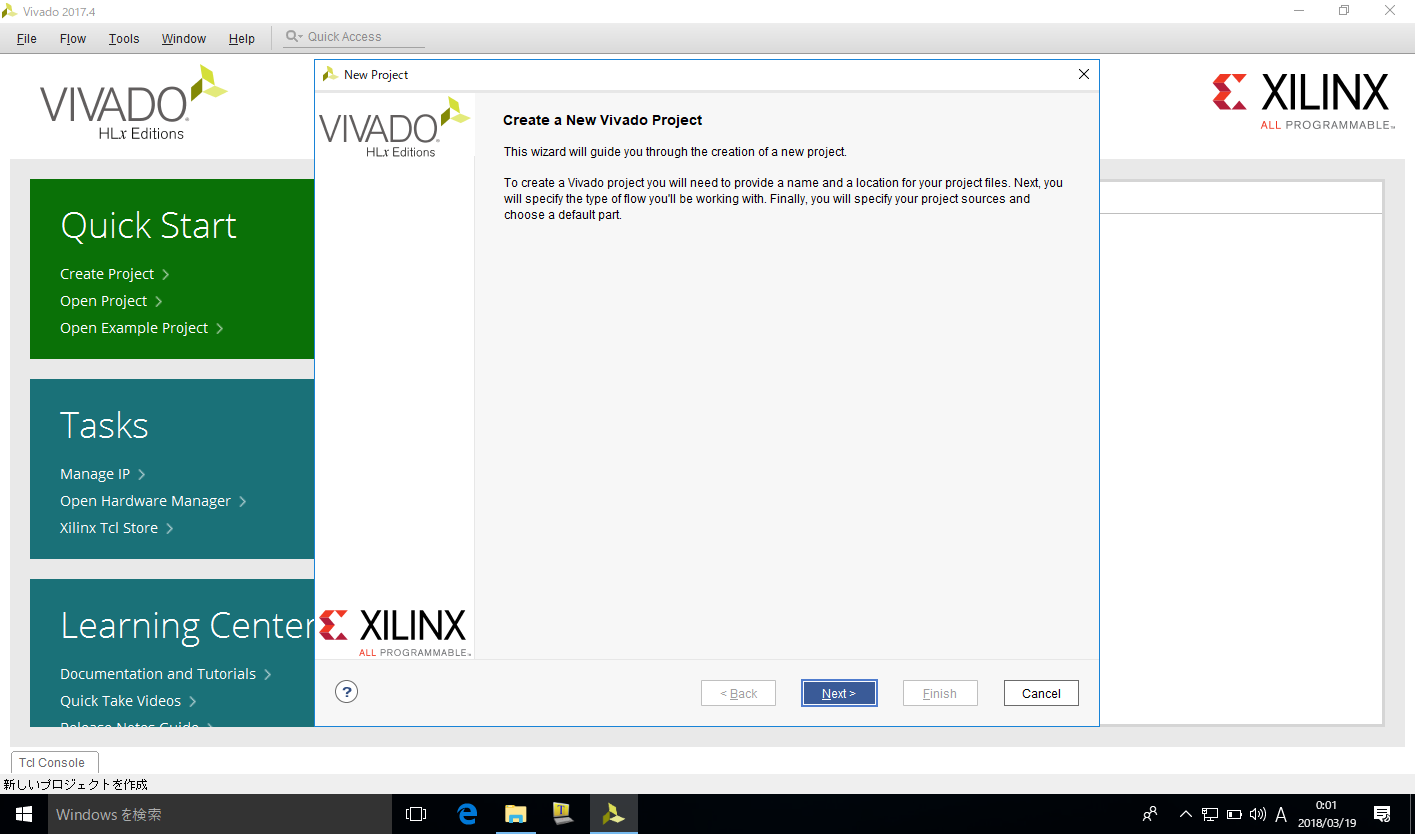 Vivado 2017.4
File Flow Tools Window Help Quick Access
VIVADO
HLx Editions
XILINX
ALL PROGRAMMABLE™
Quick Start
Create Project
Open Project
Open Example Project
Tasks
Manage IP
Open Hardware Manager
Xilinx Tcl Store
Learning Center
Documentation and Tutorials
Quick Take Videos
Release Notes Guide
New Project
VIVADO
HLx Editions
Create a New Vivado Project
This wizard will guide you through the creation of a new project.
To create a Vivado project you will need to provide a name and a location for your project files. Next, you
will specify the type of flow you'll be working with. Finally, you will specify your project sources and
choose a default part.
XILINX
ALL PROGRAMMABLE™
?
< Back Next > Finish Cancel
Tcl Console
新しいプロジェクトを作成
Windows を検索
A
0:01
2018/03/19